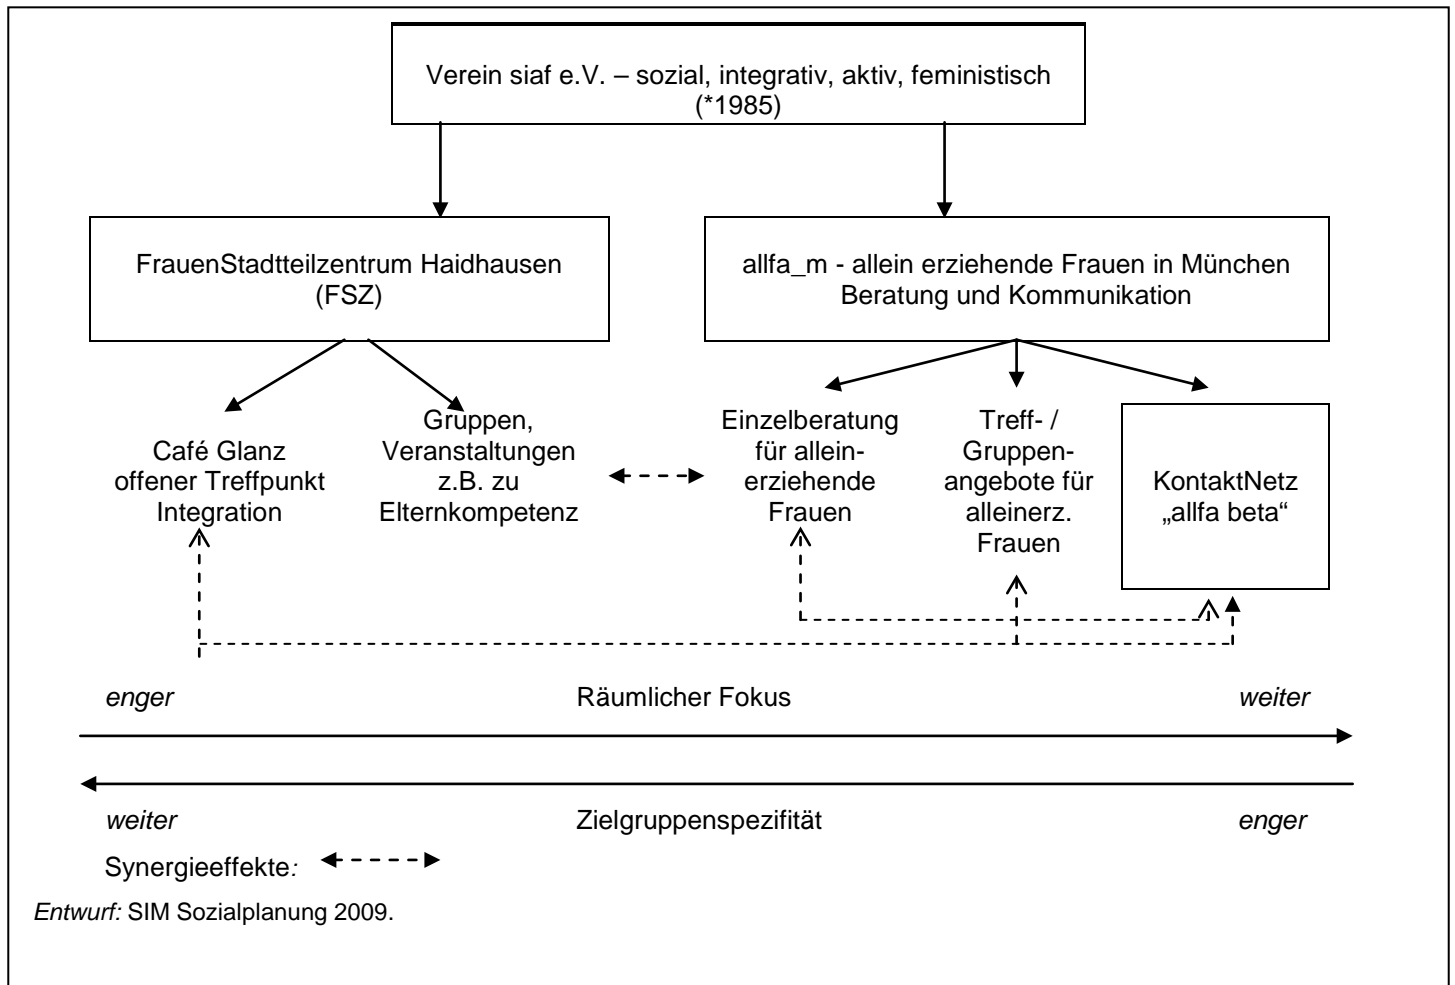 Verein siaf e.V. – sozial, integrativ, aktiv, feministisch
(*1985)
FrauenStadtteilzentrum Haidhausen
(FSZ)
allfa_m - allein erziehende Frauen in München
Beratung und Kommunikation
Café Glanz
offener Treffpunkt
Integration
Gruppen,
Veranstaltungen
z.B. zu
Elternkompetenz
Einzelberatung
für allein-
erziehende
Frauen
Treff- /
Gruppen-
angebote für
alleinerz.
Frauen
KontaktNetz
„allfa beta“
enger Räumlicher Fokus weiter
weiter Zielgruppenspezifität enger
Synergieeffekte:
Entwurf: SIM Sozialplanung 2009.